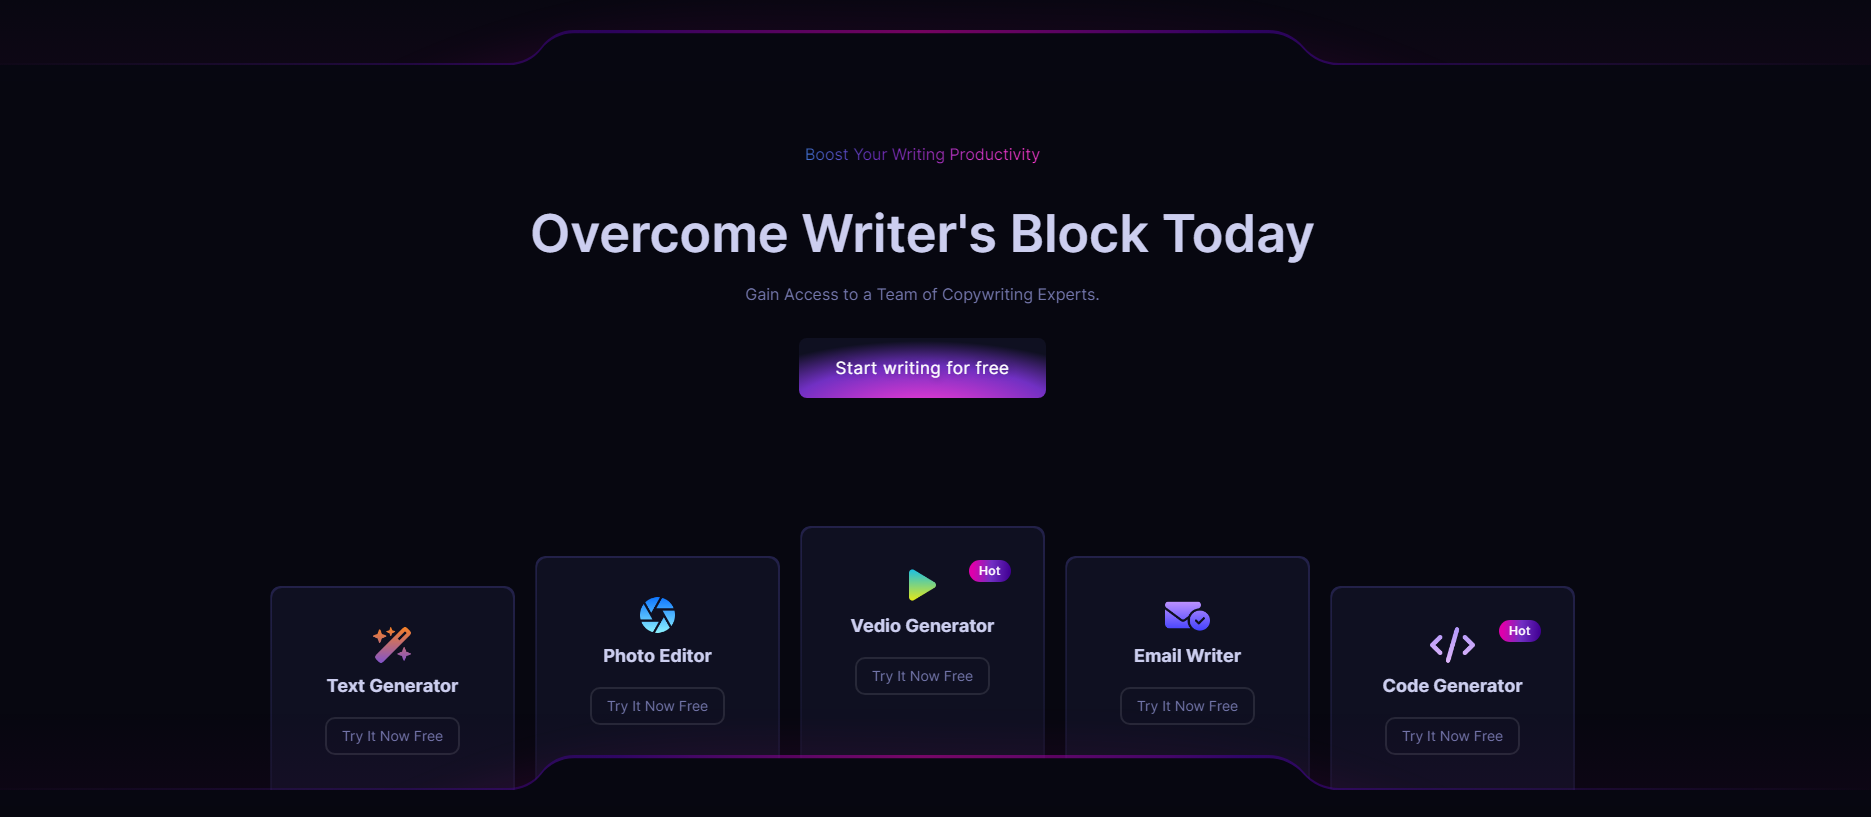 Boost Your Writing Productivity
Overcome Writer's Block Today
Gain Access to a Team of Copywriting Experts.
Start writing for free
Text Generator
Try It Now Free
Photo Editor
Try It Now Free
Hot
Vedio Generator
Try It Now Free
Email Writer
Try It Now Free
Hot
Code Generator
Try It Now Free